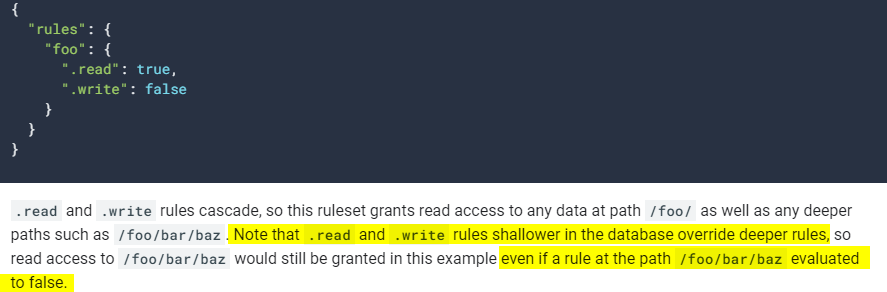 {
"rules": {
"foo": {
".read": true,
".write": false
}
}
}
.read and .write rules cascade, so this ruleset grants read access to any data at path /foo/ as well as any deeper
paths such as /foo/bar/baz . Note that .read and .write rules shallower in the database override deeper rules, so
read access to /foo/bar/baz would still be granted in this example even if a rule at the path /foo/bar/baz evaluated
to false.